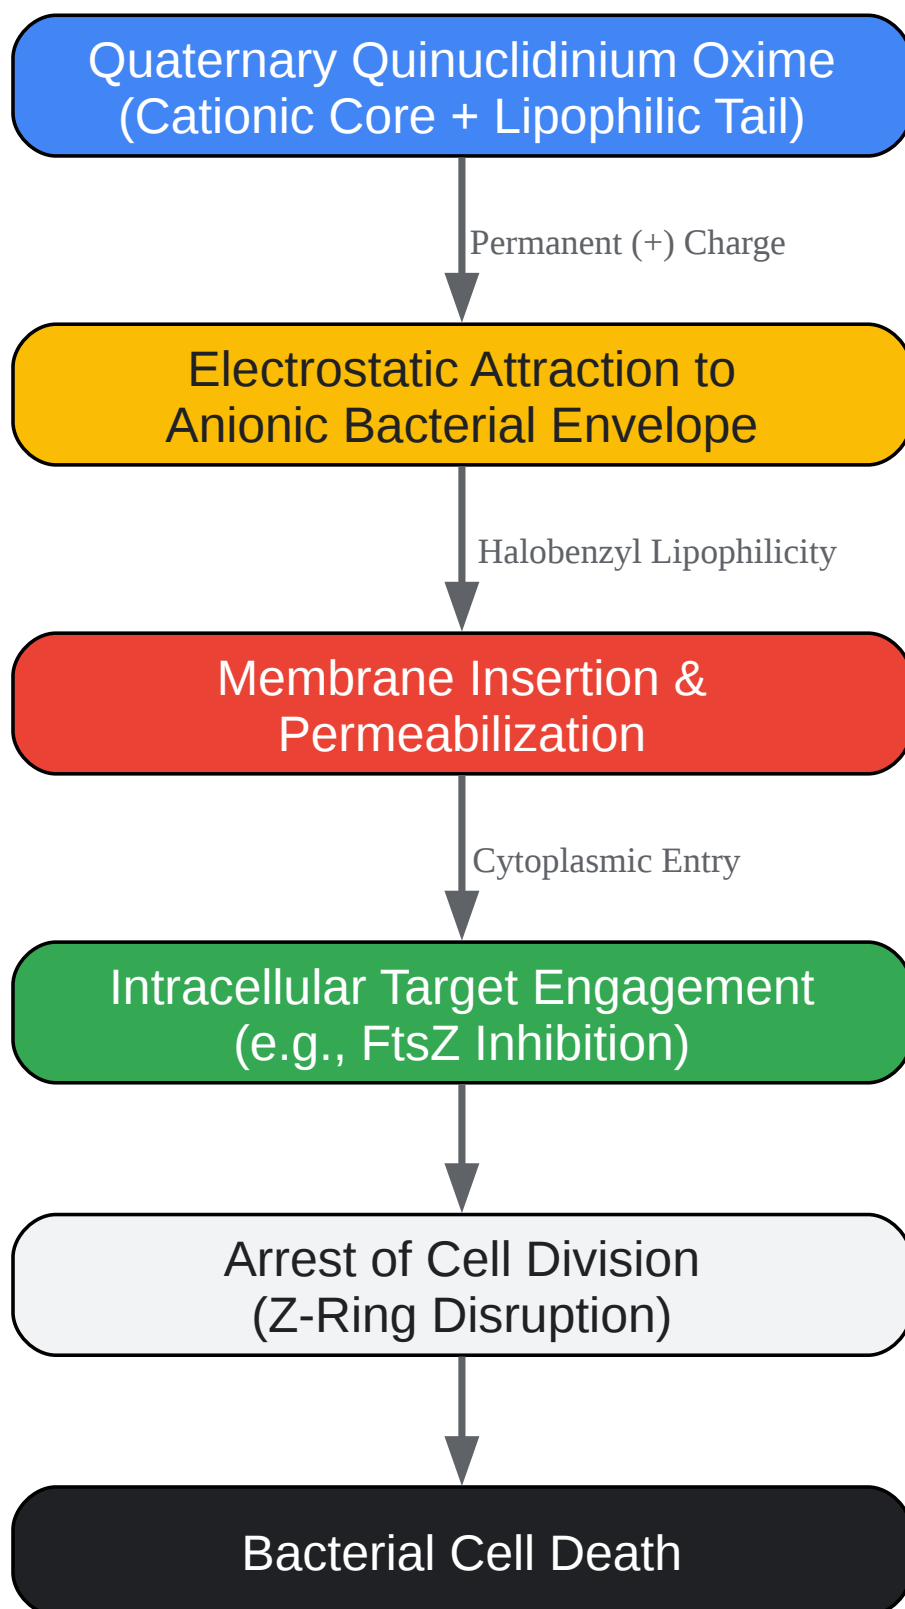 Quaternary Quinuclidinium Oxime
(Cationic Core + Lipophilic Tail)
Permanent (+) Charge
Electrostatic Attraction to
Anionic Bacterial Envelope
Halobenzyl Lipophilicity
Membrane Insertion &
Permeabilization
Cytoplasmic Entry
Intracellular Target Engagement
(e.g., FtsZ Inhibition)
Arrest of Cell Division
(Z-Ring Disruption)
Bacterial Cell Death